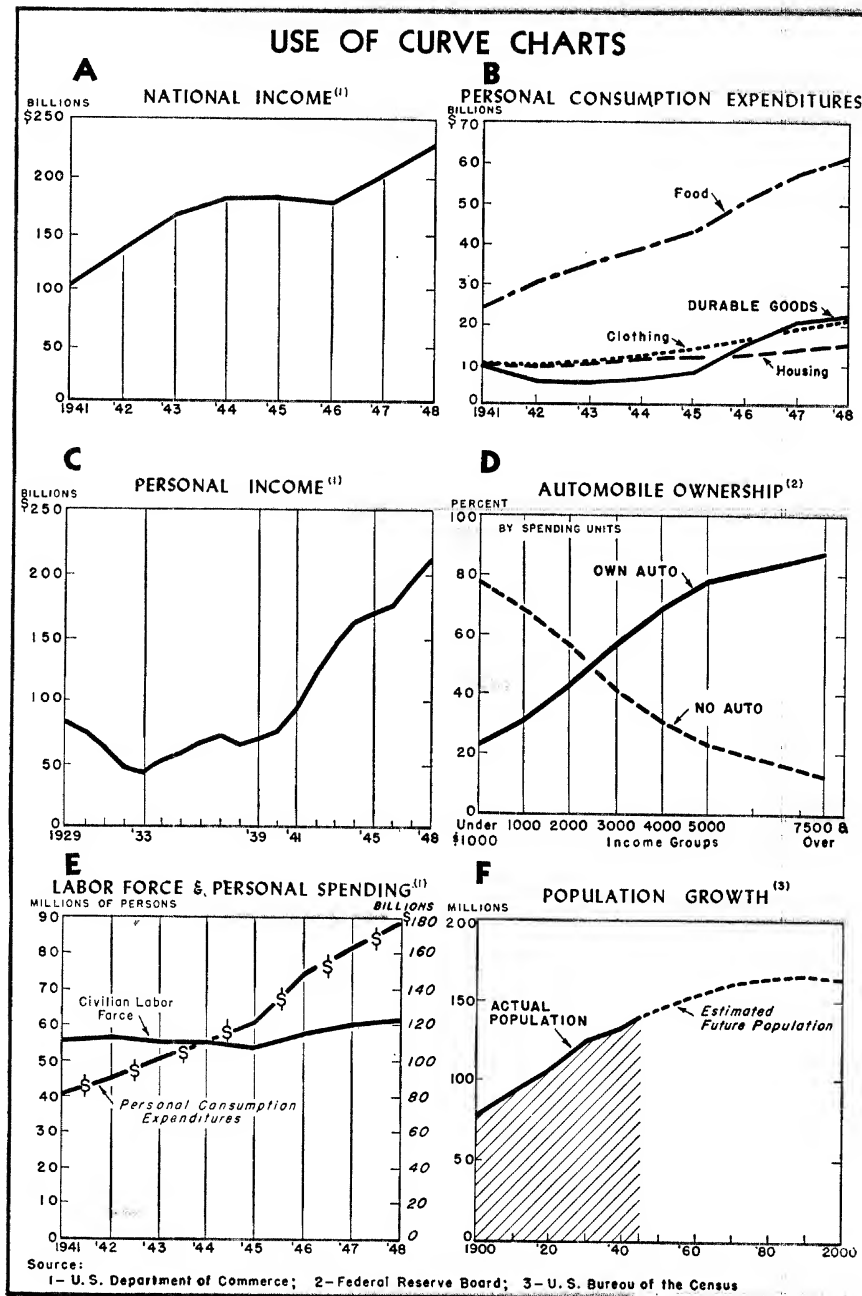 USE OF CURVE CHARTS
A
NATIONAL INCOME(1)
BILLIONS
$250
200
150
100
50
0
1941 '42 '43 '44 '45 '46 '47 '48
B
PERSONAL CONSUMPTION EXPENDITURES
BILLIONS
$
70
60
50
40
30
20
10
0
Food
DURABLE GOODS
Clothing
Housing
1941 '42 '43 '44 '45 '46 '47 '48
C
PERSONAL INCOME(1)
BILLIONS
$
250
200
150
100
50
0
1929 '33 '39 '41 '45 '48
D
AUTOMOBILE OWNERSHIP(2)
PERCENT
100
80
60
40
20
0
BY SPENDING UNITS
OWN AUTO
NO AUTO
Under 1000 2000 3000 4000 5000 7500 &
$1000 Income Groups Over
E
LABOR FORCE & PERSONAL SPENDING(1)
MILLIONS OF PERSONS
BILLIONS
90
80
70
60
50
40
30
20
10
0
$180
160
140
120
100
80
60
40
20
0
Civilian Labor
Farce
$ $ $ $ $ $ $
Personal Consumption
Expenditures
1941 '42 '43 '44 '45 '46 '47 '48
F
POPULATION GROWTH(3)
MILLIONS
200
150
100
50
0
ACTUAL
POPULATION
Estimated
Future Population
1900 '20 '40 '60 '80 2000
Source:
1- U.S. Department of Commerce; 2-Federal Reserve Board; 3-U.S. Bureau of the Census